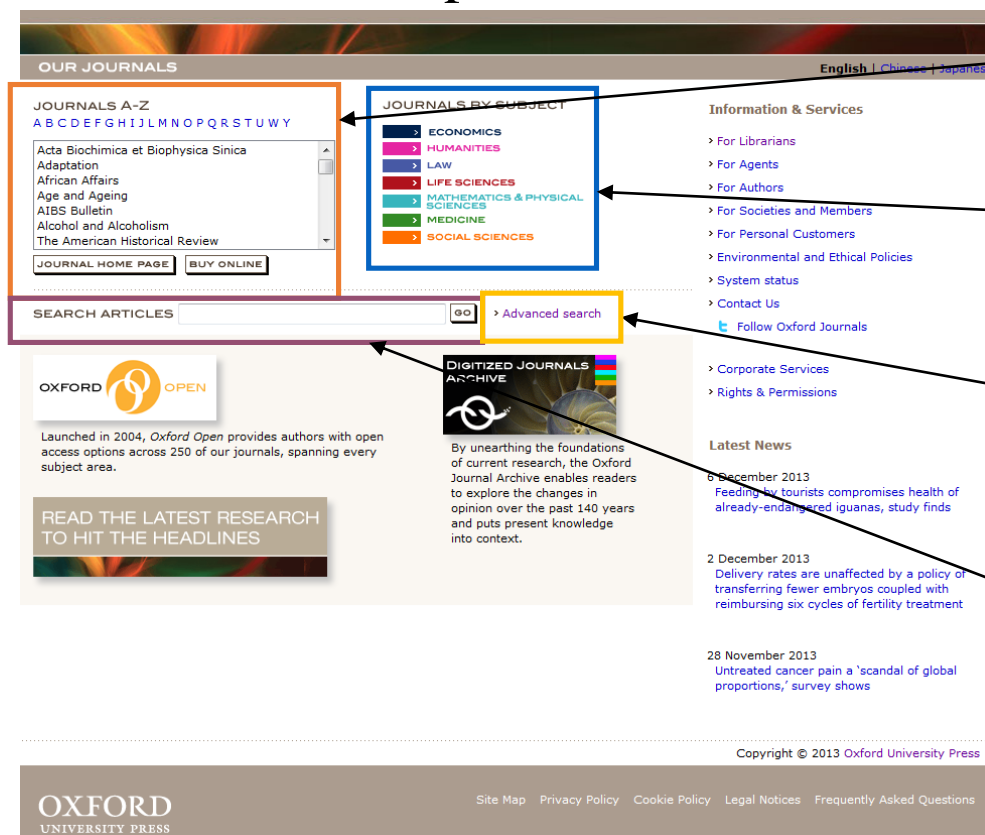 OUR JOURNALS
English | Chinese | Japanes
JOURNALS A-Z
A B C D E F G H I J L M N O P Q R S T U W Y
Acta Biochimica et Biophysica Sinica
Adaptation
African Affairs
Age and Ageing
AIBS Bulletin
Alcohol and Alcoholism
The American Historical Review
JOURNAL HOME PAGE
BUY ONLINE
JOURNALS BY SUBJECT
ECONOMICS
HUMANITIES
LAW
LIFE SCIENCES
MATHEMATICS & PHYSICAL
SCIENCES
MEDICINE
SOCIAL SCIENCES
SEARCH ARTICLES
GO
Advanced search
OXFORD OPEN
Launched in 2004, Oxford Open provides authors with open
access options across 250 of our journals, spanning every
subject area.
READ THE LATEST RESEARCH
TO HIT THE HEADLINES
DIGITIZED JOURNALS
ARCHIVE
By unearthing the foundations
of current research, the Oxford
Journal Archive enables readers
to explore the changes in
opinion over the past 140 years
and puts present knowledge
into context.
Information & Services
For Librarians
For Agents
For Authors
For Societies and Members
For Personal Customers
Environmental and Ethical Policies
System status
Contact Us
Follow Oxford Journals
Corporate Services
Rights & Permissions
Latest News
6 December 2013
Feeding by tourists compromises health of
already-endangered iguanas, study finds
2 December 2013
Delivery rates are unaffected by a policy of
transferring fewer embryos coupled with
reimbursing six cycles of fertility treatment
28 November 2013
Untreated cancer pain a 'scandal of global
proportions,' survey shows
Copyright © 2013 Oxford University Press
OXFORD
UNIVERSITY PRESS
Site Map Privacy Policy Cookie Policy Legal Notices Frequently Asked Questions